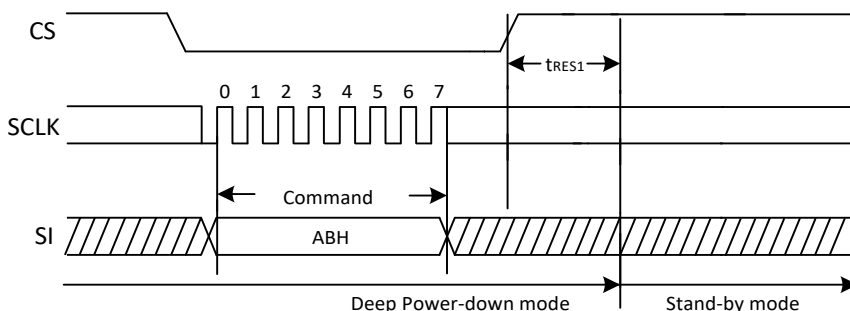 CS
tRES1
0 1 2 3 4 5 6 7
SCLK
Command
SI
ABH
Deep Power-down mode Stand-by mode